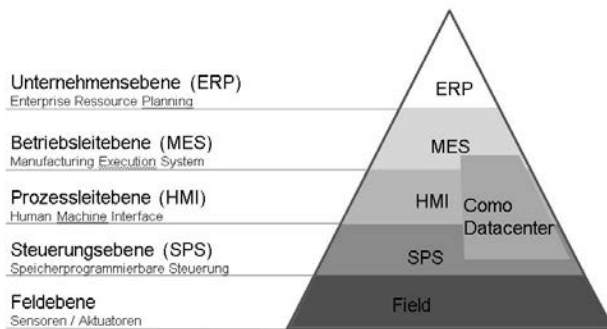 Unternehmensebene (ERP)
Enterprise Ressource Planning
Betriebsleitebene (MES)
Manufacturing Execution System
Prozessleitebene (HMI)
Human Machine Interface
Steuerungsebene (SPS)
Speicherprogrammierbare Steuerung
Feldebene
Sensoren / Aktuatoren
ERP
MES
HMI
Como
Datacenter
SPS
Field